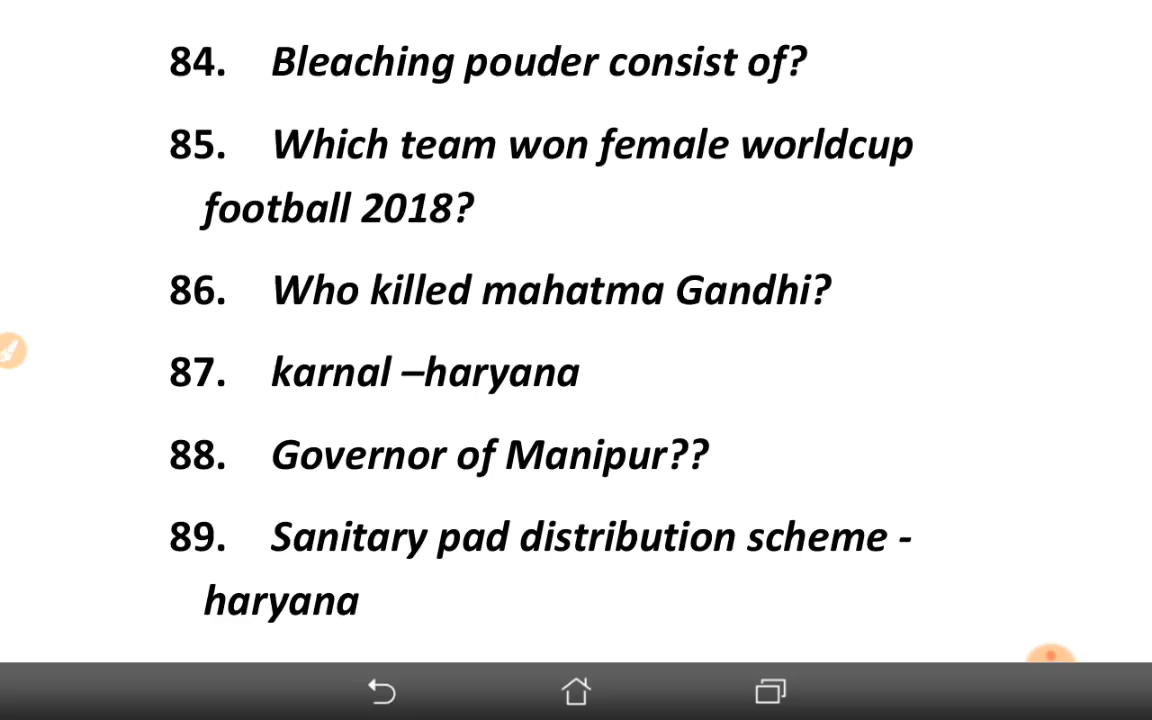 84. Bleaching pouder consist of?
85. Which team won female worldcup
football 2018?
86. Who killed mahatma Gandhi?
87. karnal –haryana
88. Governor of Manipur??
89. Sanitary pad distribution scheme -
haryana